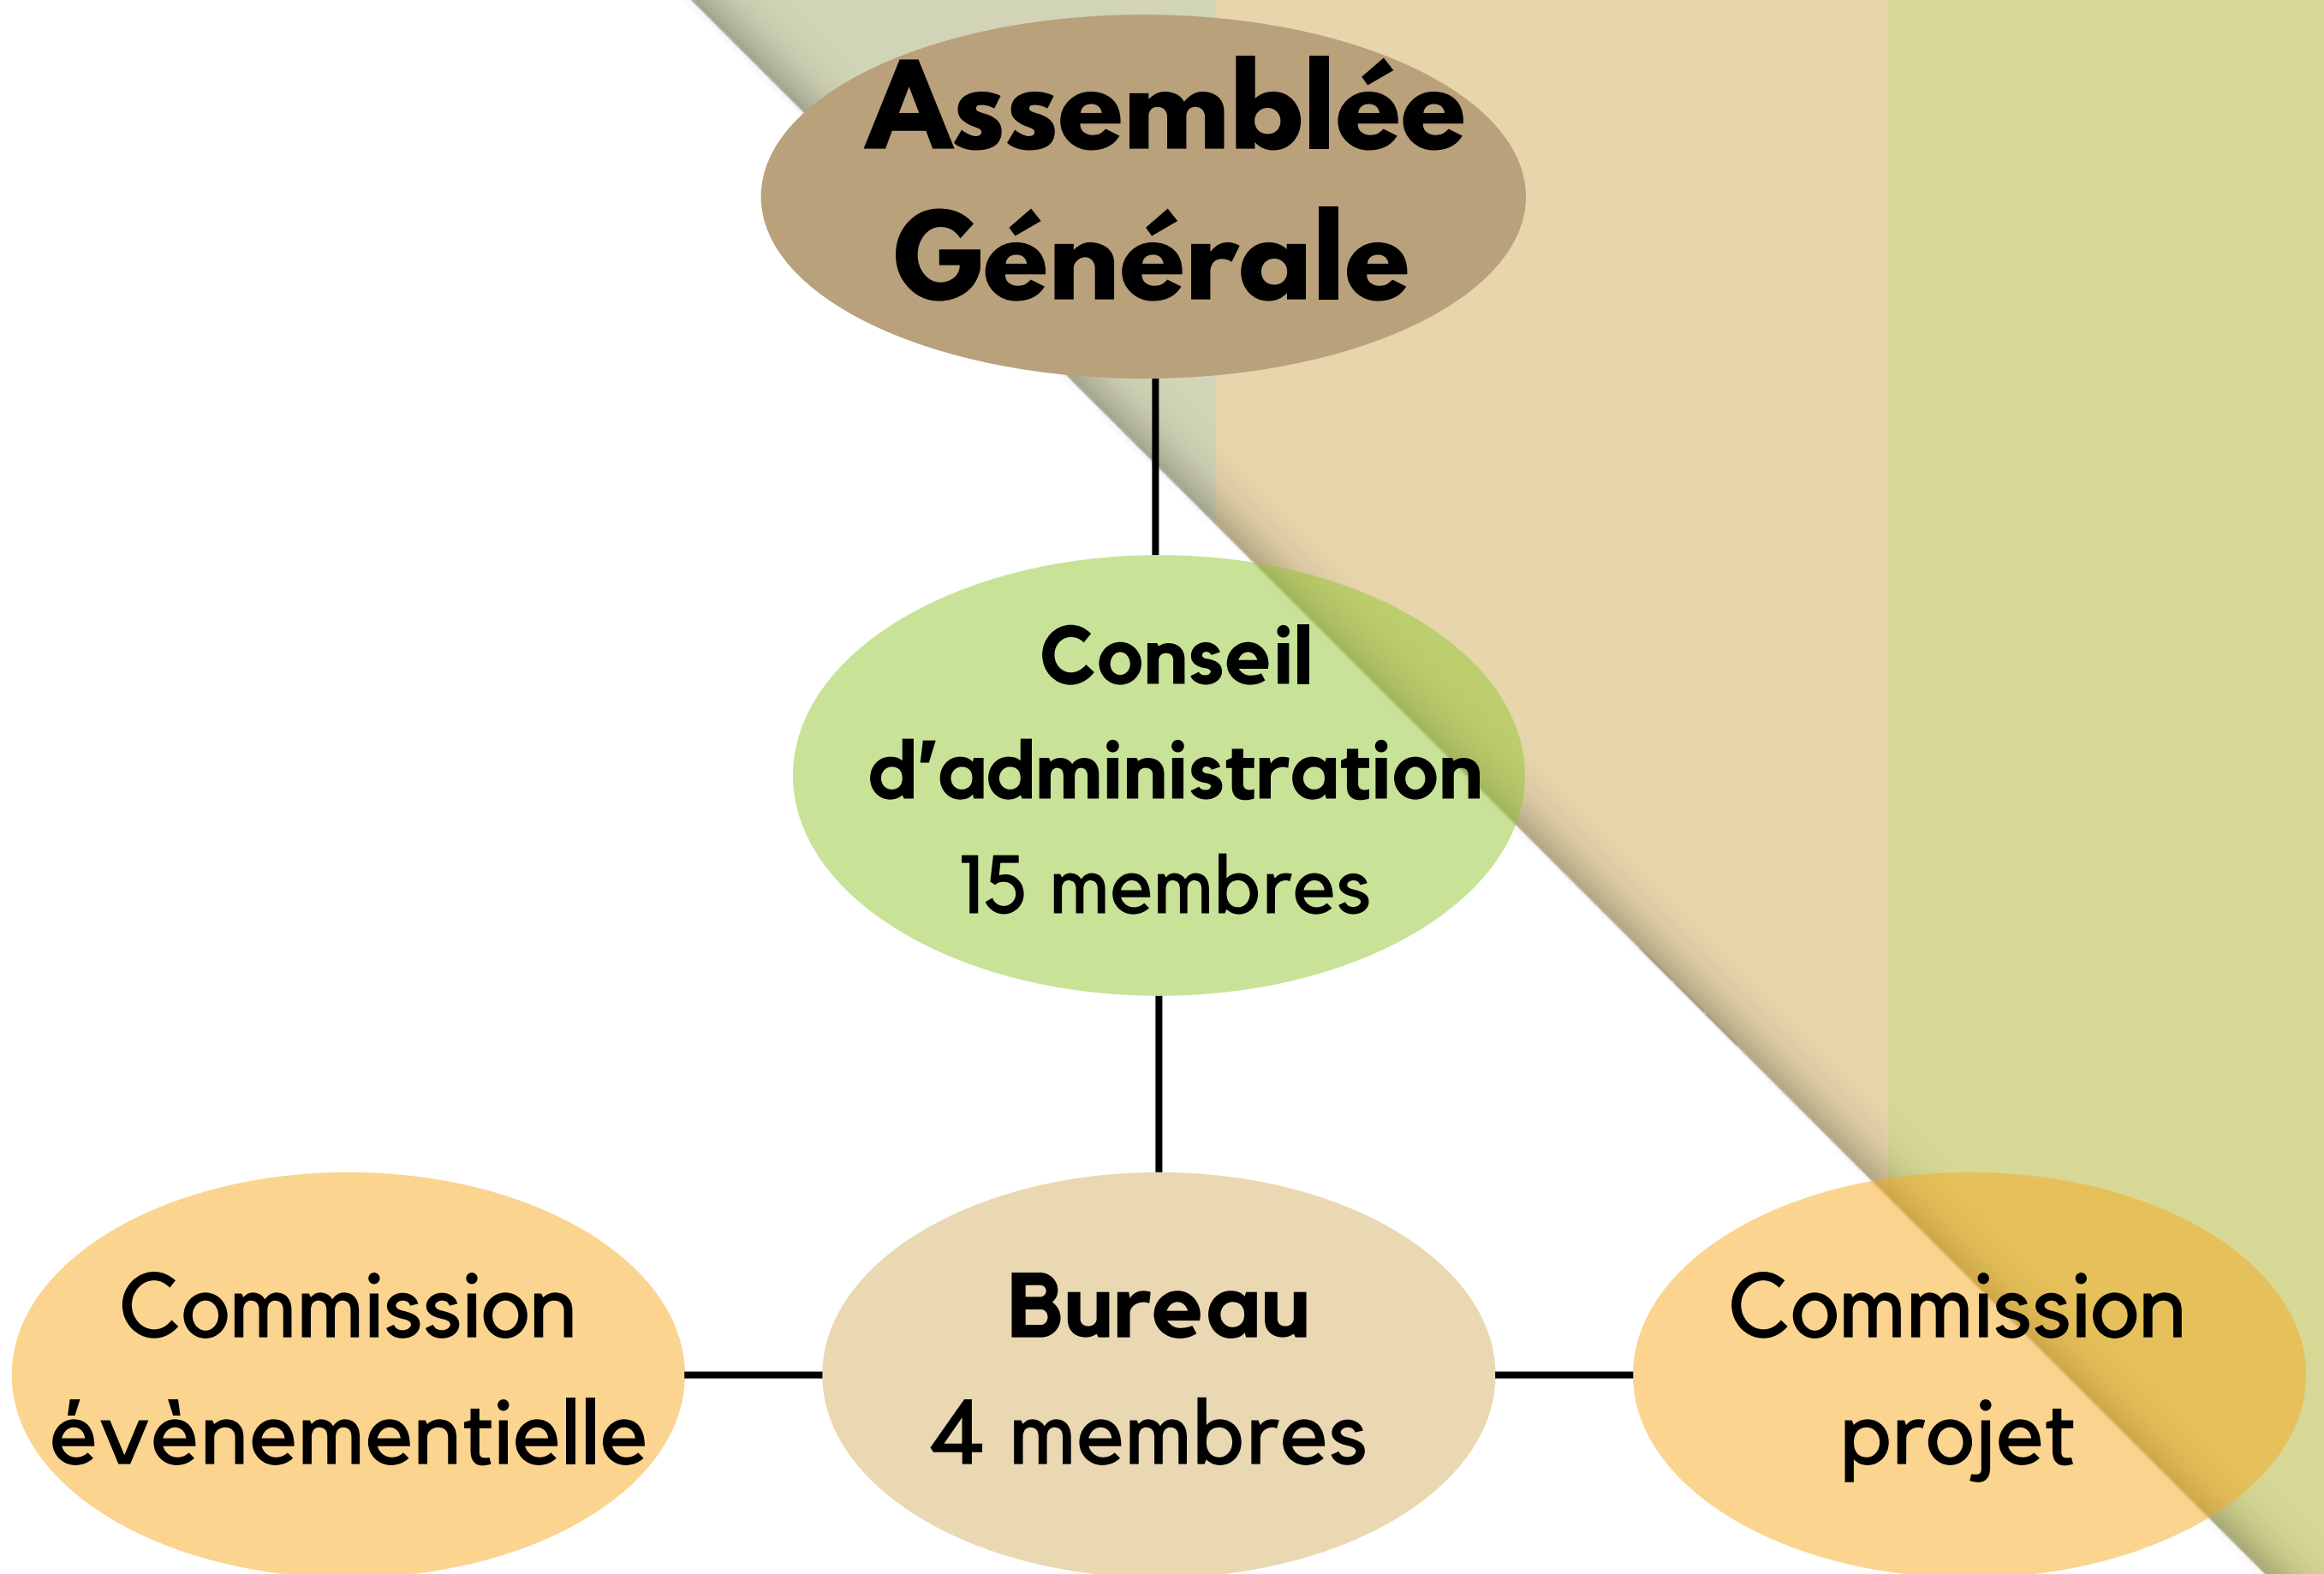 Assemblée
Générale
Conseil
d'administration
15 membres
Commission
évènementielle
Bureau
4 membres
Commission
projet